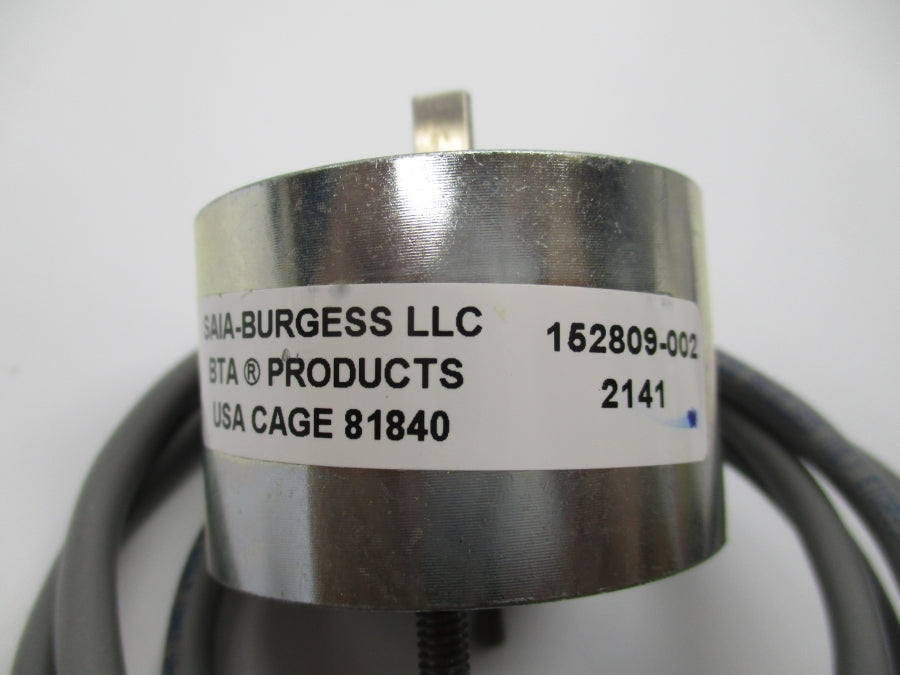 SAIA-BURGESS LLC
BTA ® PRODUCTS
USA CAGE 81840
152809-002
2141